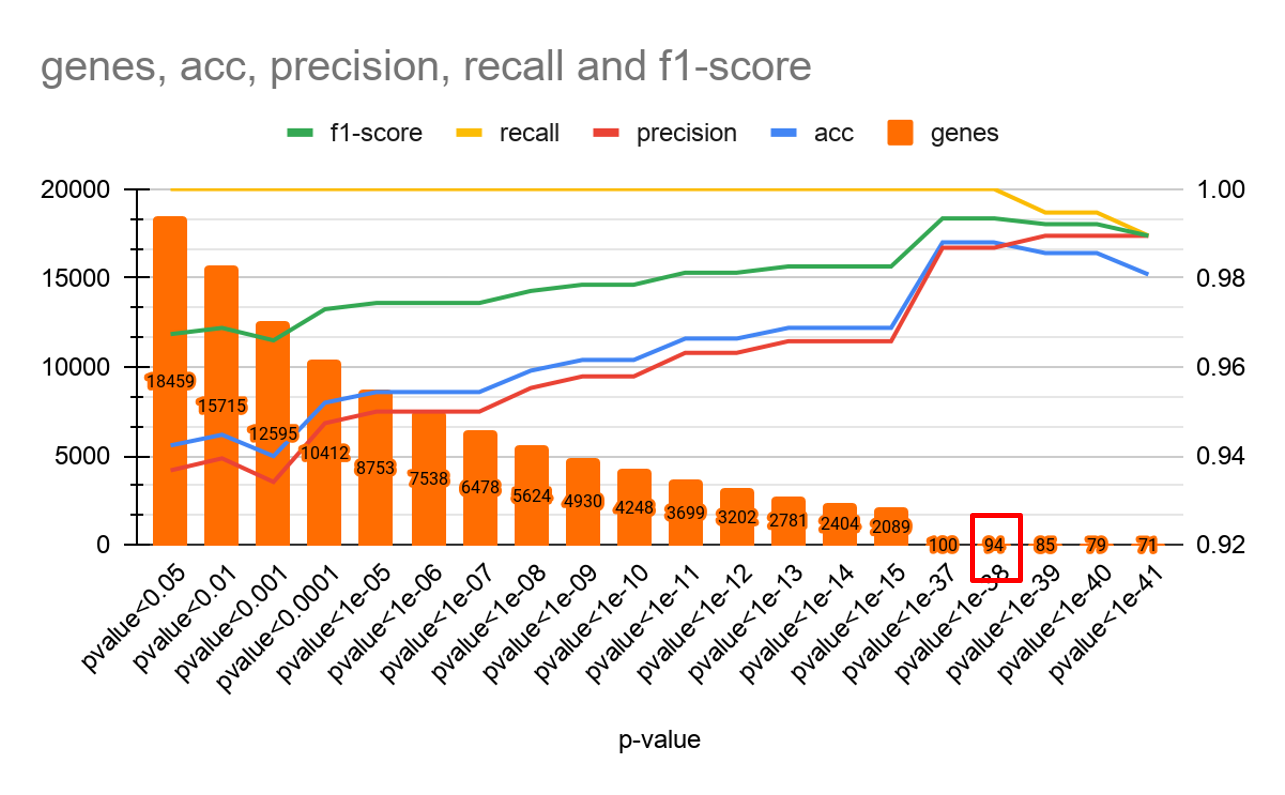 genes, acc, precision, recall and f1-score
f1-score recall precision acc genes
20000 1.00
15000 0.98
10000 0.96
5000 0.94
0 0.92
18459 15715 12595 10412 8753 7538 6478 5624 4930 4248 3699 3202 2781 2404 2089 100 94 85 79 71
pvalue<0.05
pvalue<0.01
pvalue<0.001
pvalue<0.0001
pvalue<1e-05
pvalue<1e-06
pvalue<1e-07
pvalue<1e-08
pvalue<1e-09
pvalue<1e-10
pvalue<1e-11
pvalue<1e-12
pvalue<1e-13
pvalue<1e-14
pvalue<1e-15
pvalue<1e-37
pvalue<1e-38
pvalue<1e-39
pvalue<1e-40
pvalue<1e-41
p-value